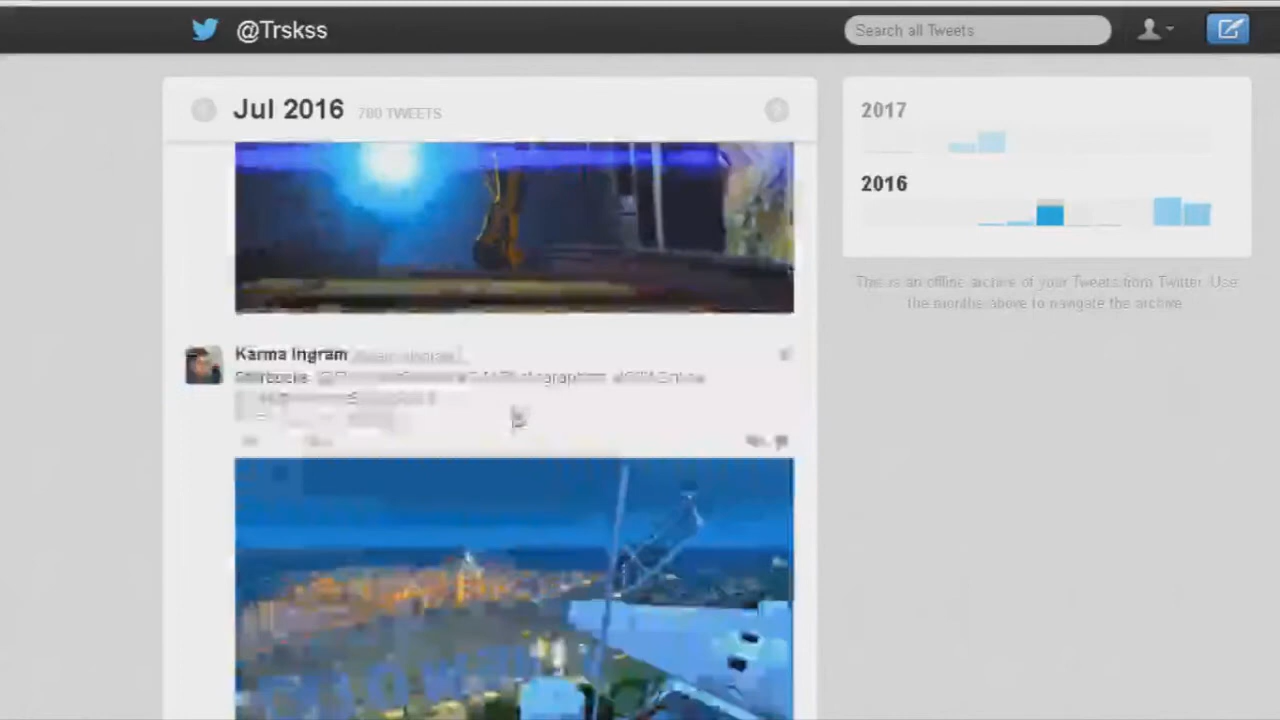 @Trskss
Search all Tweets
Jul 2016 780 TWEETS
2017
2016
This is an offline archive of your Tweets from Twitter. Use
the months above to navigate the archive.
Karma Ingram